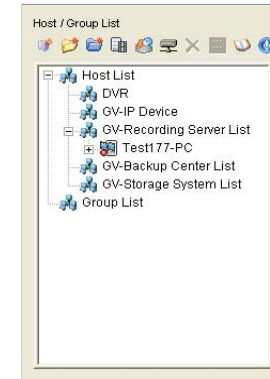 Host / Group List
Host List
DVR
GV-IP Device
GV-Recording Server List
Test177-PC
GV-Backup Center List
GV-Storage System List
Group List